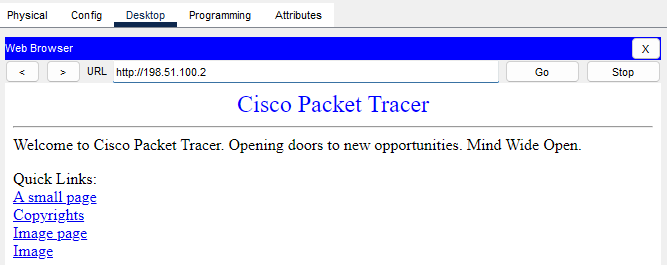 Physical Config Desktop Programming Attributes
Web Browser X
< > URL http://198.51.100.2 Go Stop
Cisco Packet Tracer
Welcome to Cisco Packet Tracer. Opening doors to new opportunities. Mind Wide Open.
Quick Links:
A small page
Copyrights
Image page
Image